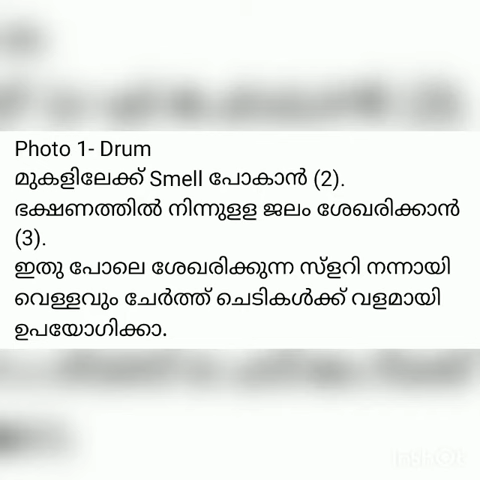 Photo 1- Drum
മുകളിലേക്ക് Smell പോകാൻ (2).
ഭക്ഷണത്തിൽ നിന്നുളള ജലം ശേഖരിക്കാൻ
(3).
ഇതു പോലെ ശേഖരിക്കുന്ന സ്ളറി നന്നായി
വെള്ളവും ചേർത്ത് ചെടികൾക്ക് വളമായി
ഉപയോഗിക്കാ.